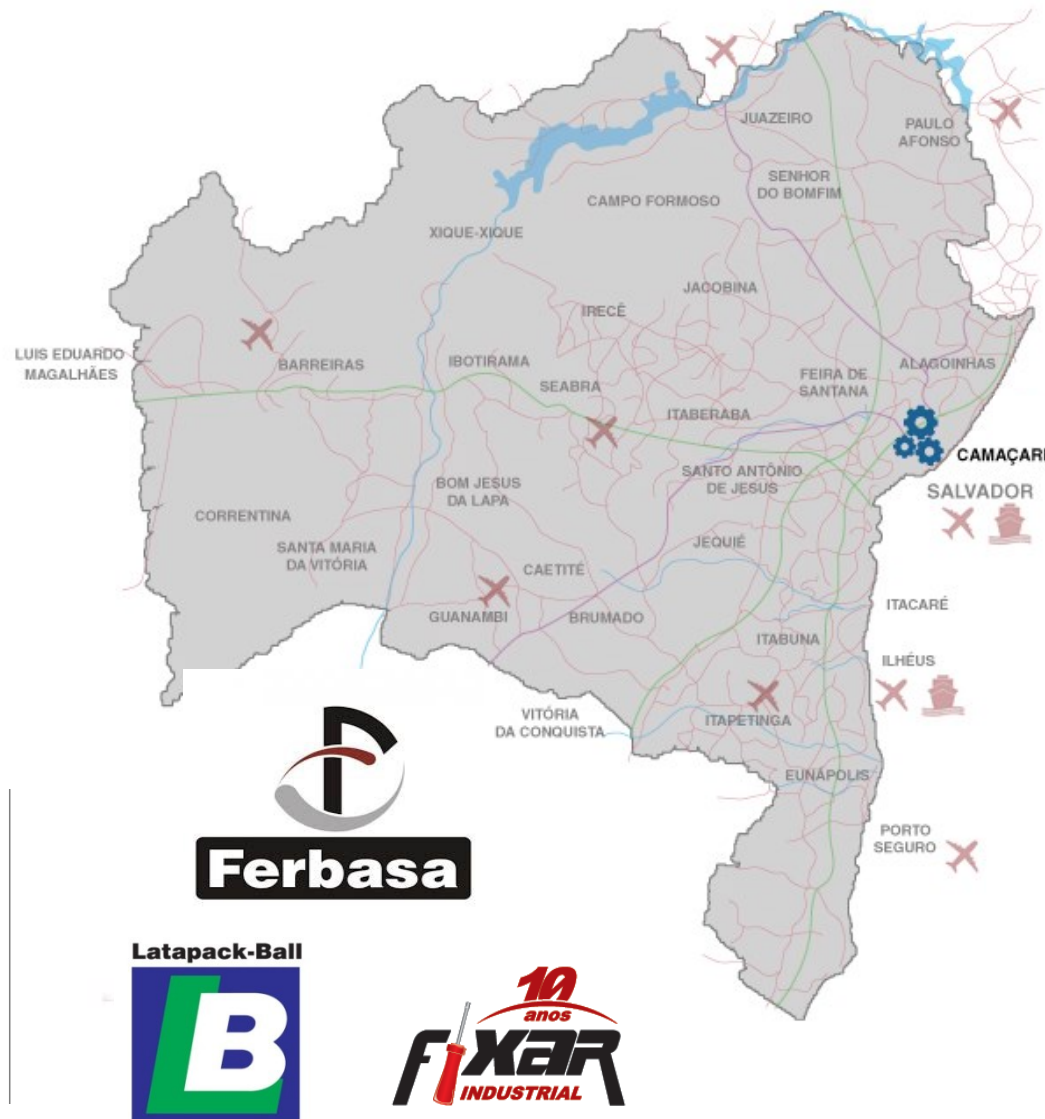 JUAZEIRO
PAULO
AFONSO
SENHOR
DO BOMFIM
CAMPO FORMOSO
XIQUE-XIQUE
JACOBINA
IRECÊ
LUIS EDUARDO
MAGALHÃES
BARREIRAS
IBOTIRAMA
SEABRA
FEIRA DE
SANTANA
ALAGOINHAS
ITABERABA
CAMAÇARI
SANTO ANTÔNIO
DE JESUS
SALVADOR
BOM JESUS
DA LAPA
CORRENTINA
SANTA MARIA
DA VITÓRIA
JEQUIÉ
CAETITÉ
GUANAMBI
BRUMADO
ITACARÉ
ITABUNA
ILHÉUS
VITÓRIA
DA CONQUISTA
ITAPETINGA
EUNÁPOLIS
PORTO
SEGURO
Ferbasa
Latapack-Ball
LB
10
anos
FIXAR
INDUSTRIAL